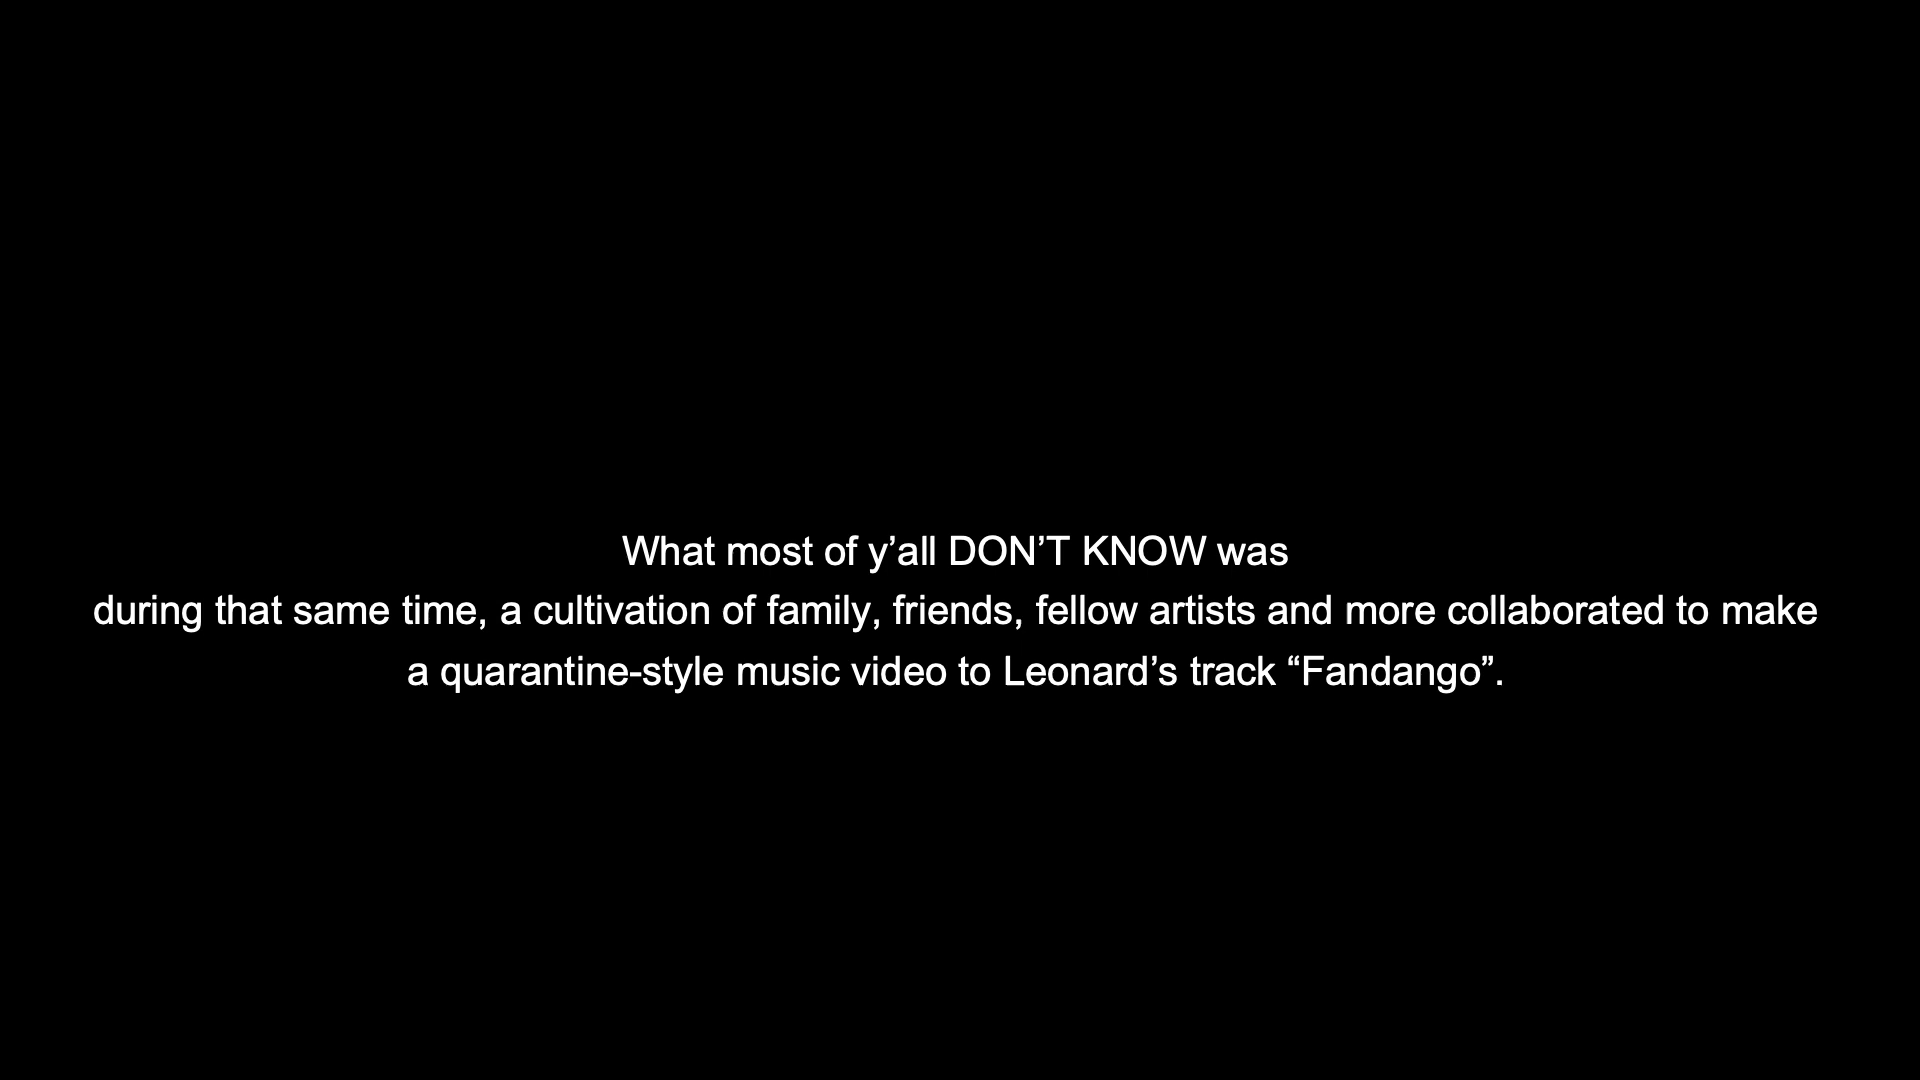 What most of y’all DON’T KNOW was
during that same time, a cultivation of family, friends, fellow artists and more collaborated to make
a quarantine-style music video to Leonard’s track “Fandango”.